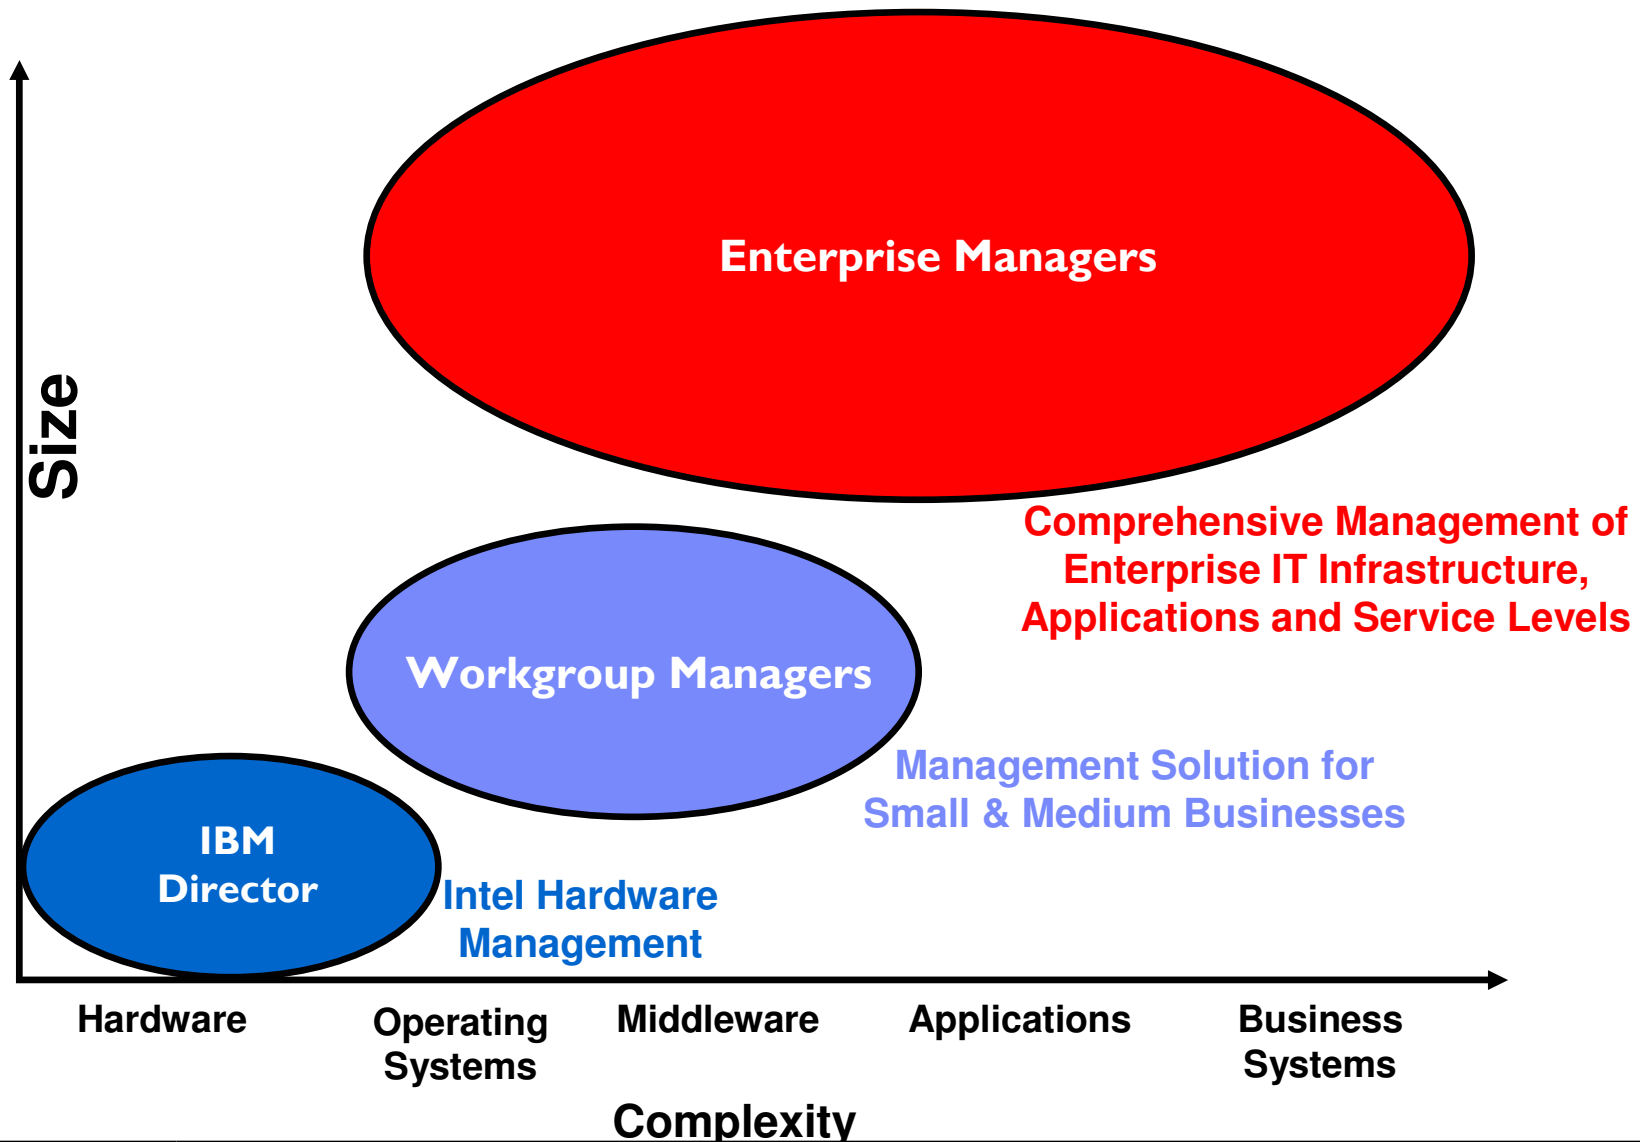 Enterprise Managers
Size
Comprehensive Management of
Enterprise IT Infrastructure,
Applications and Service Levels
Workgroup Managers
Management Solution for
Small & Medium Businesses
IBM
Director
Intel Hardware
Management
Hardware
Operating
Systems
Middleware
Applications
Business
Systems
Complexity